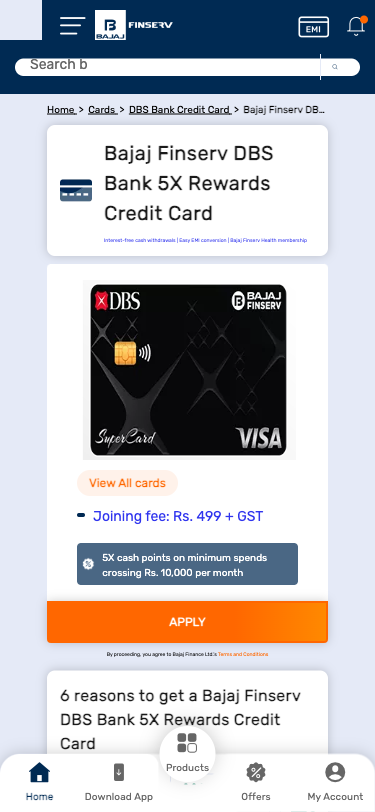 BAJAJ FINSERV
EMI
Search b
Home > Cards > DBS Bank Credit Card > Bajaj Finserv DB...
Bajaj Finserv DBS
Bank 5X Rewards
Credit Card
Interest-free cash withdrawals | Easy EMI conversion | Bajaj Finserv Health membership
DBS
BAJAJ
FINSERV
SuperCard
VISA
View All cards
Joining fee: Rs. 499 + GST
5X cash points on minimum spends
crossing Rs. 10,000 per month
APPLY
By proceeding, you agree to Bajaj Finance Ltd.'s Terms and Conditions
6 reasons to get a Bajaj Finserv
DBS Bank 5X Rewards Credit
Card
Home
Download App
Products
Offers
My Account